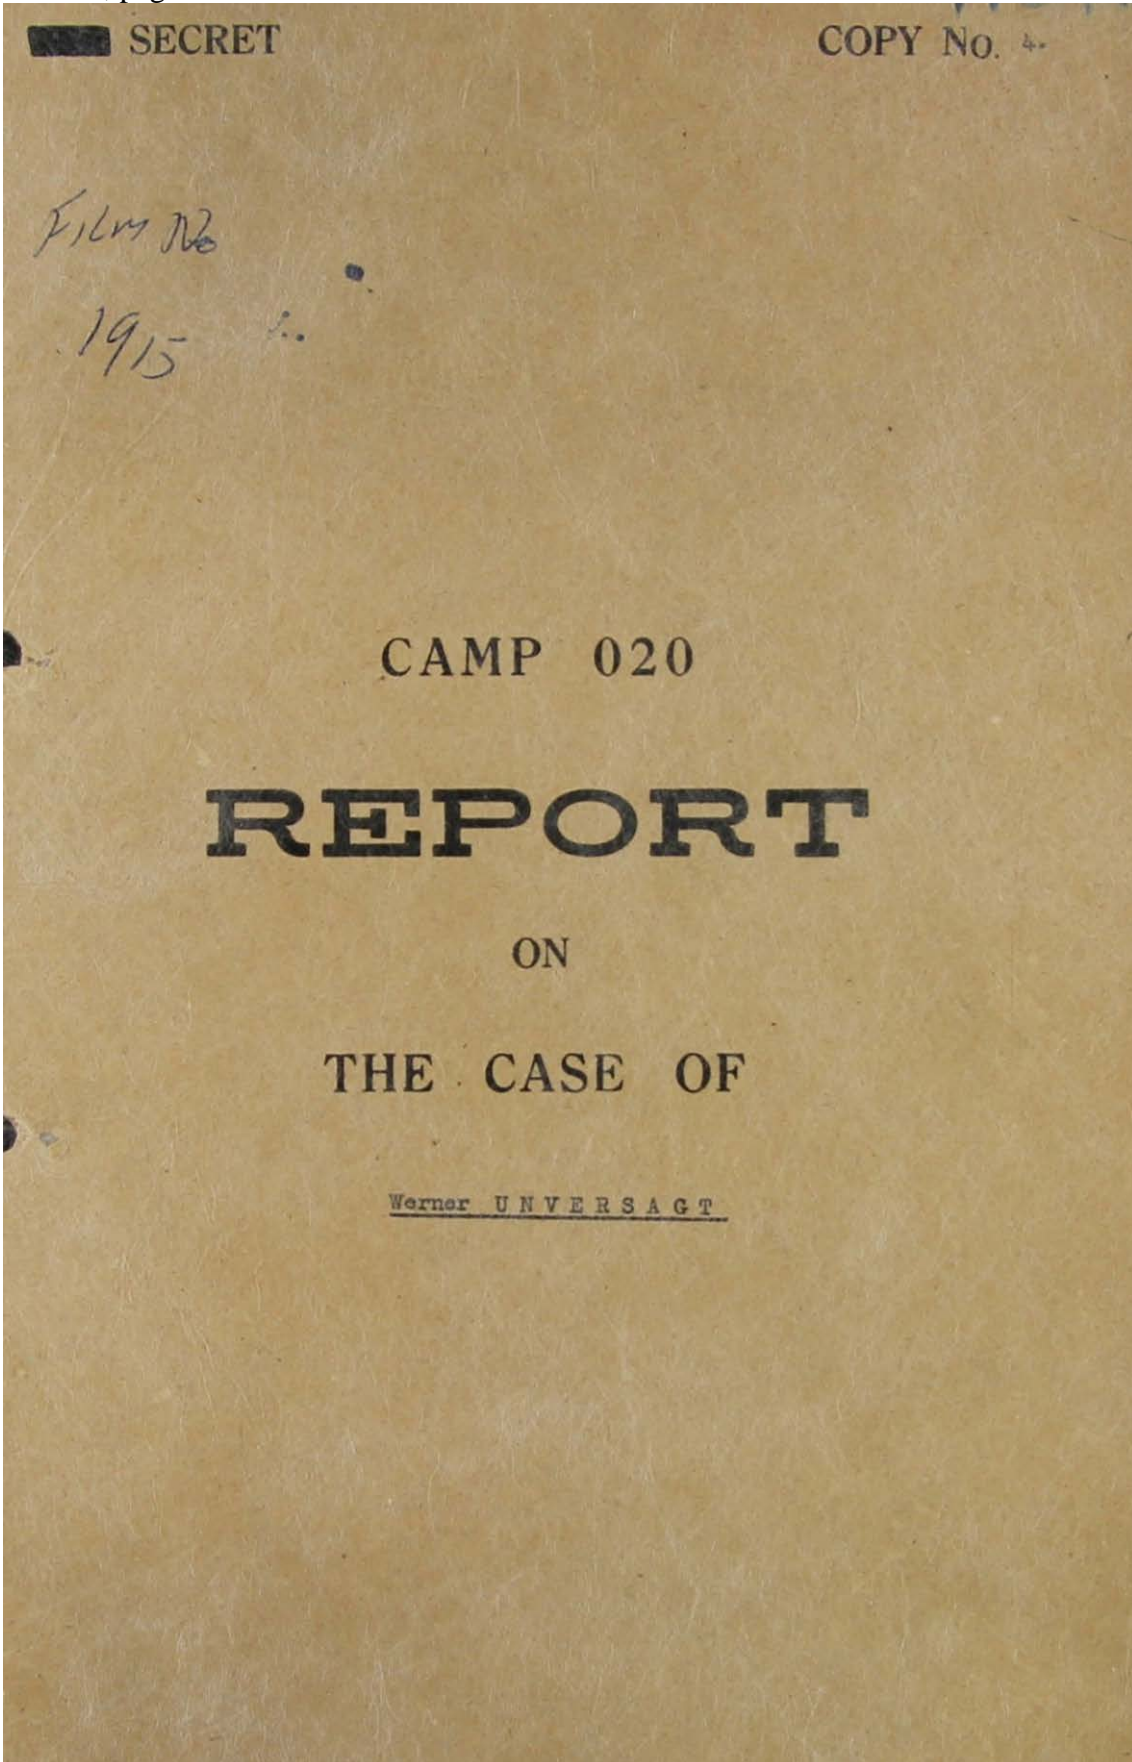 SECRET COPY No. 4.
Film No
1915
CAMP 020
REPORT
ON
THE CASE OF
Werner UNVERSAGT